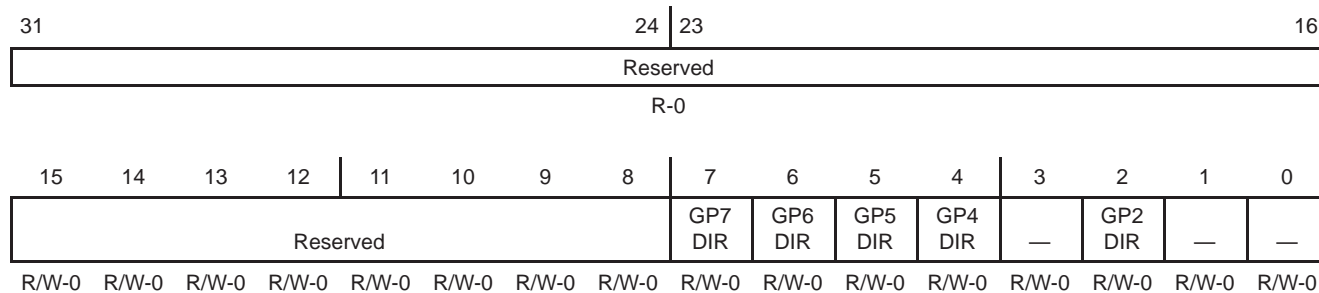 31 24 23 16
Reserved
R-0
15 14 13 12 11 10 9 8 7 6 5 4 3 2 1 0
GP7 GP6 GP5 GP4 GP2
Reserved DIR DIR DIR DIR — DIR — —
R/W-0 R/W-0 R/W-0 R/W-0 R/W-0 R/W-0 R/W-0 R/W-0 R/W-0 R/W-0 R/W-0 R/W-0 R/W-0 R/W-0 R/W-0 R/W-0